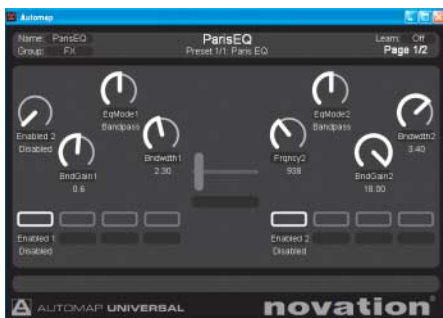 Automap
Name: ParisEQ
Group: FX
ParisEQ
Preset 1/1: Paris EQ
Learn: Off
Page 1/2
EqMode1
Bandpass
EqMode2
Bandpass
Enabled 2
Disabled
Bndwdth1
2.30
Frqncy2
938
Bndwdth2
3.40
BndGain1
0.6
BndGain2
18.00
Enabled 1
Disabled
Enabled 2
Disabled
A AUTOMAP UNIVERSAL
novation